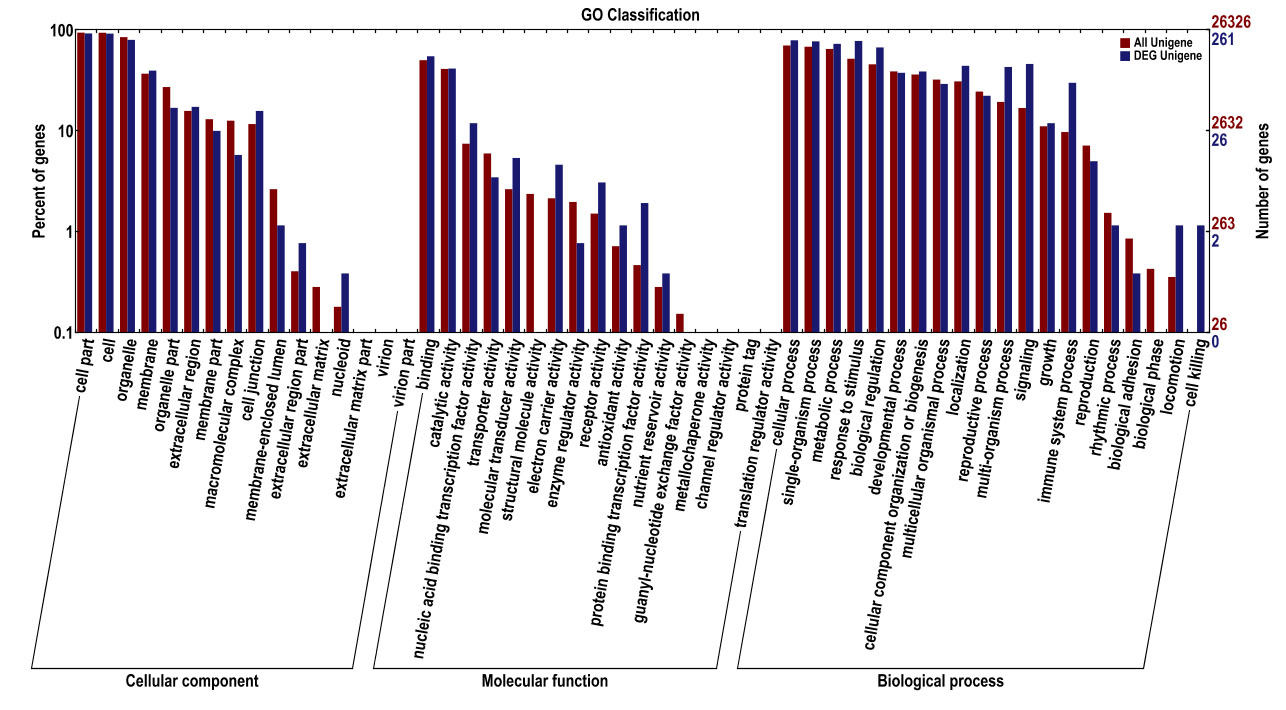 GO Classification
All Unigene
DEG Unigene
Percent of genes
100
10
1
0.1
26326
261
2632
26
263
2
26
0
Number of genes
cell part
cell
organelle
membrane
organelle part
extracellular region
membrane part
macromolecular complex
cell junction
membrane-enclosed lumen
extracellular region part
extracellular matrix
nucleoid
extracellular matrix part
virion
virion part
binding
catalytic activity
nucleic acid binding transcription factor activity
transporter activity
molecular transducer activity
structural molecule activity
electron carrier activity
enzyme regulator activity
receptor activity
antioxidant activity
protein binding transcription factor activity
nutrient reservoir activity
guanyl-nucleotide exchange factor activity
metallochaperone activity
channel regulator activity
protein tag
translation regulator activity
cellular process
single-organism process
metabolic process
response to stimulus
biological regulation
developmental process
cellular component organization or biogenesis
multicellular organismal process
localization
reproductive process
multi-organism process
signaling
growth
immune system process
reproduction
rhythmic process
biological adhesion
biological phase
locomotion
cell killing
Cellular component
Molecular function
Biological process